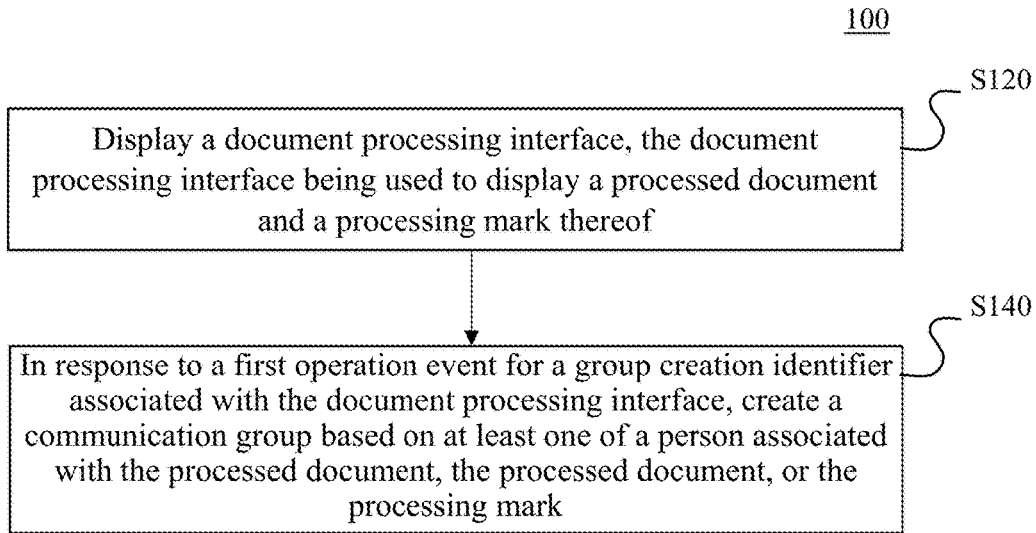 100
S120
Display a document processing interface, the document
processing interface being used to display a processed document
and a processing mark thereof
S140
In response to a first operation event for a group creation identifier
associated with the document processing interface, create a
communication group based on at least one of a person associated
with the processed document, the processed document, or the
processing mark